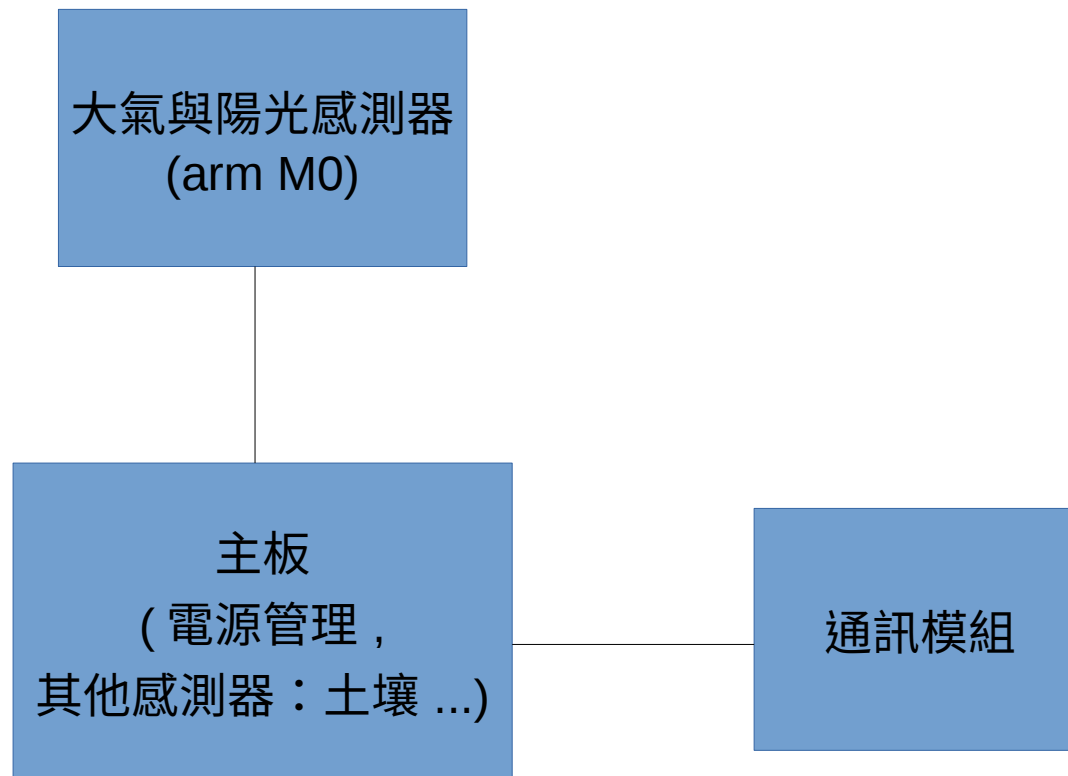 大氣與陽光感測器
(arm M0)
主板
( 電源管理 ,
其他感測器：土壤 ...)
通訊模組